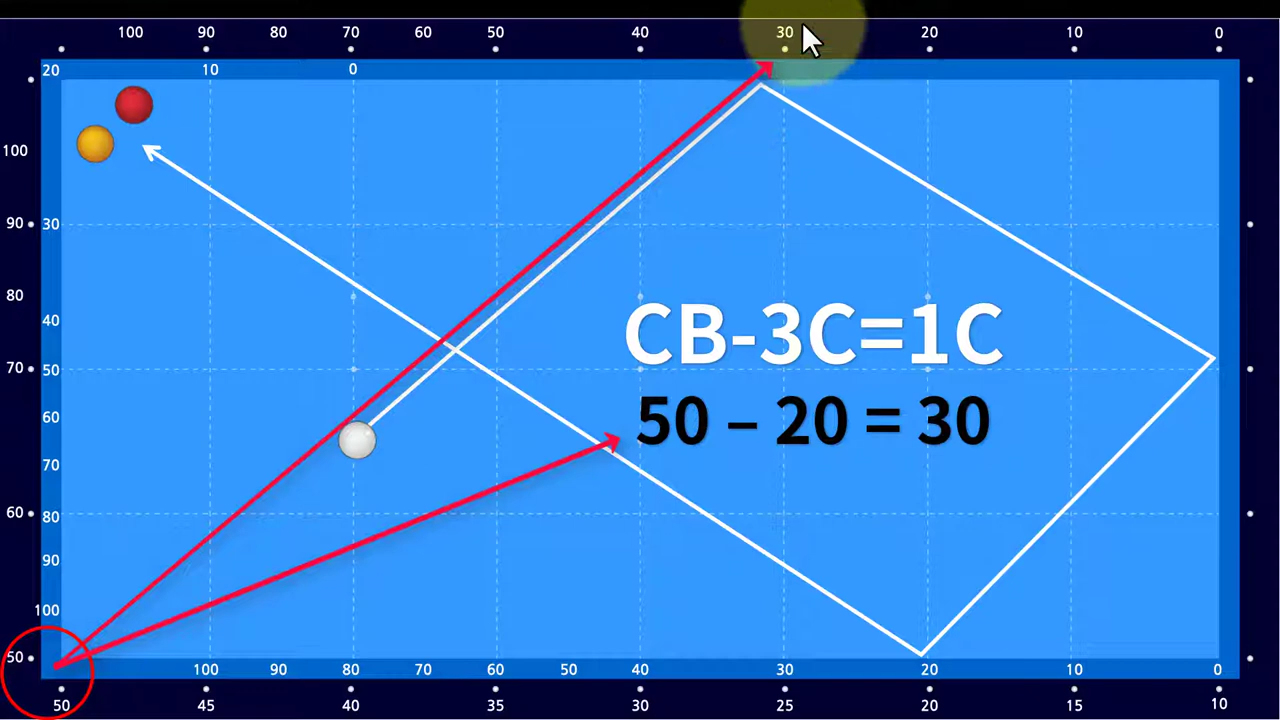 100 90 80 70 60 50 40 30 20 10 0
20 10 0
100
90 30
80
40
70 50
60
70
60 80
90
100
50 100 90 80 70 60 50 40 30 20 10 0
50 45 40 35 30 25 20 15 10
CB-3C=1C
50 – 20 = 30